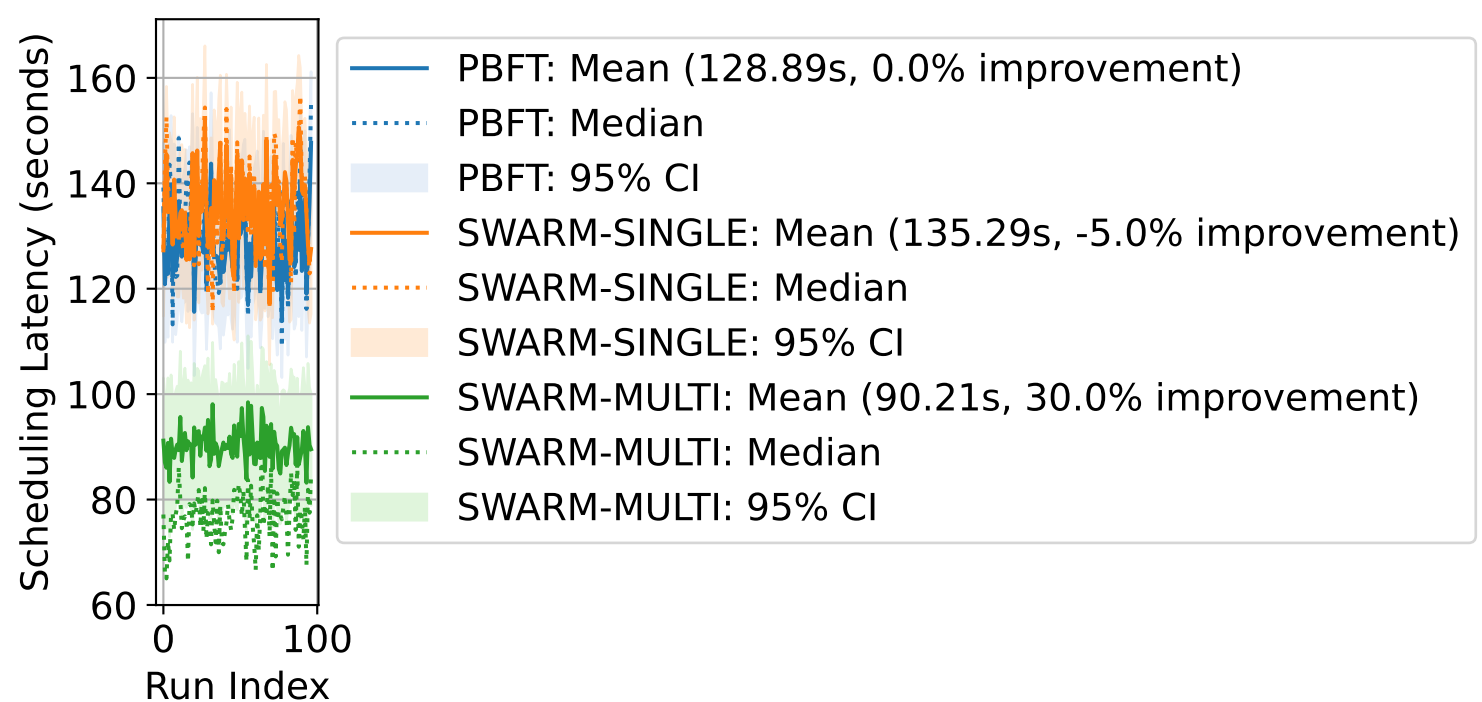 Scheduling Latency (seconds)
160
140
120
100
80
60
0
100
Run Index
PBFT: Mean (128.89s, 0.0% improvement)
PBFT: Median
PBFT: 95% CI
SWARM-SINGLE: Mean (135.29s, -5.0% improvement)
SWARM-SINGLE: Median
SWARM-SINGLE: 95% CI
SWARM-MULTI: Mean (90.21s, 30.0% improvement)
SWARM-MULTI: Median
SWARM-MULTI: 95% CI